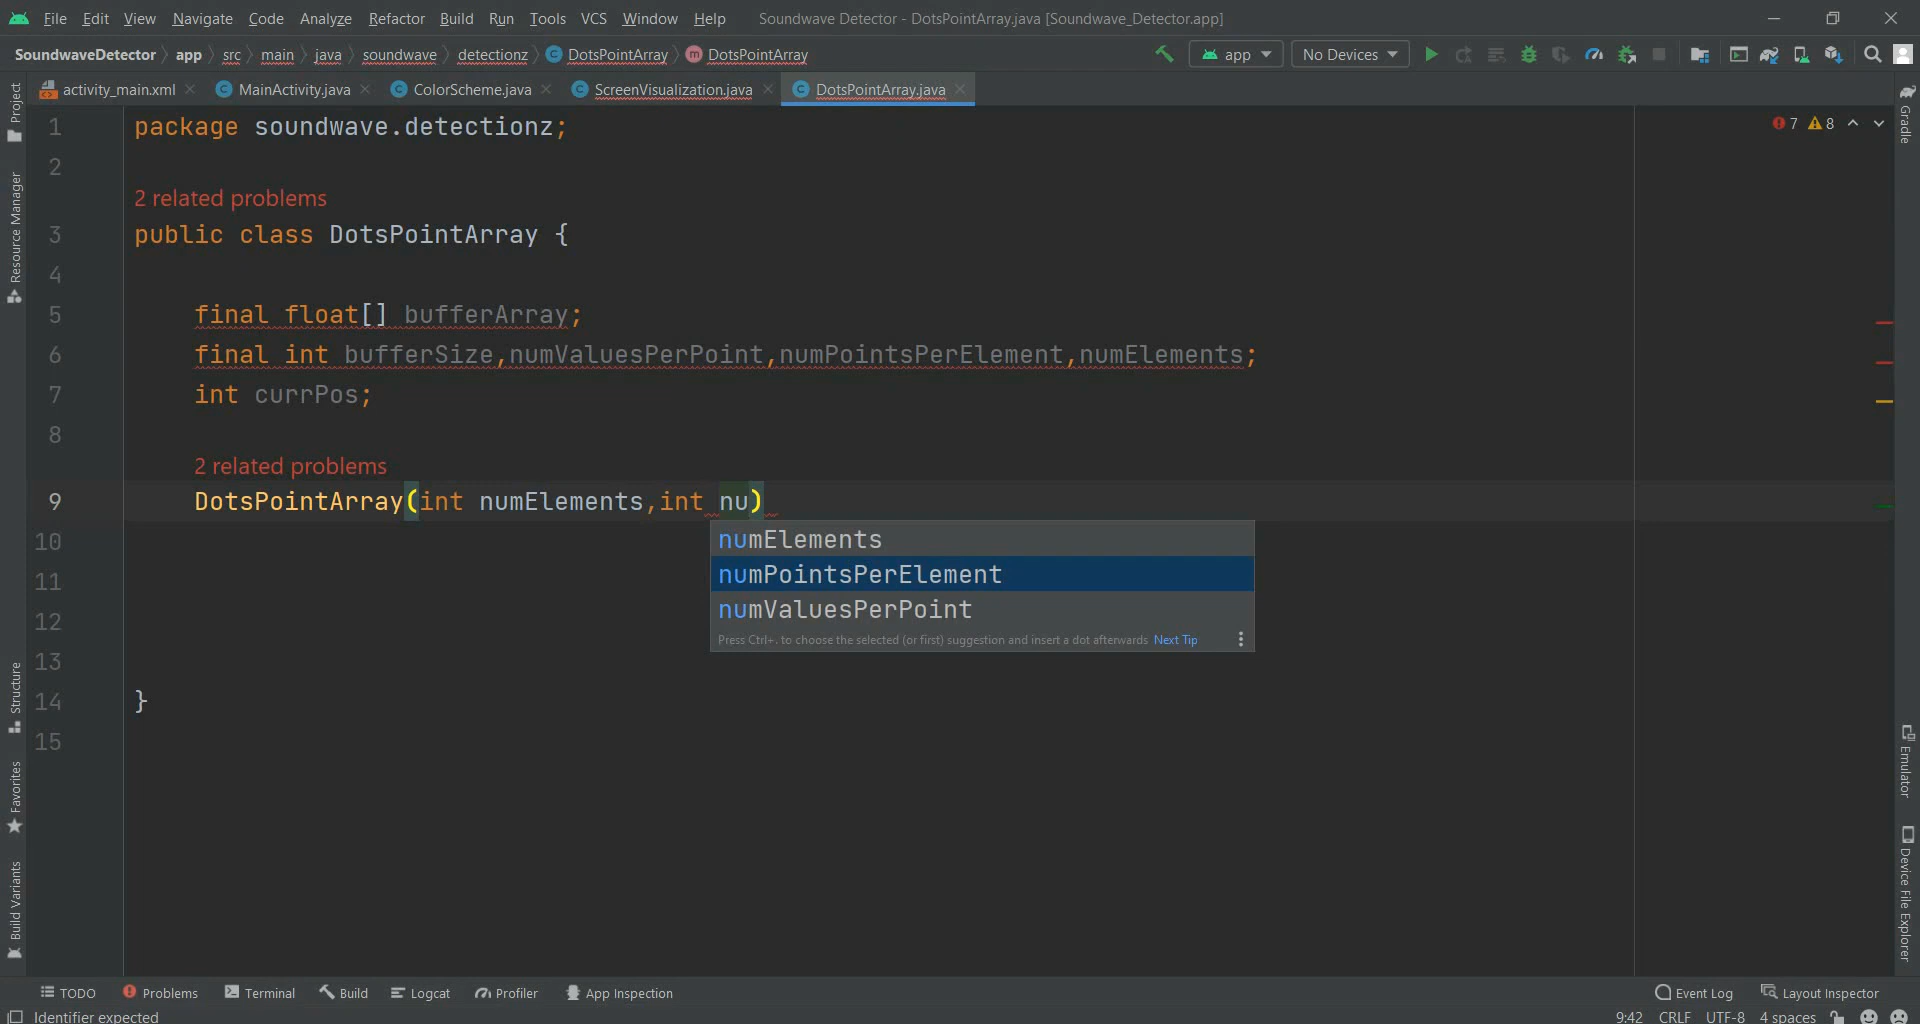 File Edit View Navigate Code Analyze Refactor Build Run Tools VCS Window Help Soundwave Detector - DotsPointArray.java [Soundwave_Detector.app]
SoundwaveDetector app src main java soundwave detectionz DotsPointArray DotsPointArray app No Devices
activity_main.xml MainActivity.java ColorScheme.java ScreenVisualization.java DotsPointArray.java
7 8
Project
Resource Manager
Structure
Favorites
Build Variants
1 package soundwave.detectionz;
2
2 related problems
3 public class DotsPointArray {
4
5 final float[] bufferArray;
6 final int bufferSize,numValuesPerPoint,numPointsPerElement,numElements;
7 int currPos;
8
2 related problems
9 DotsPointArray(int numElements,int nu)
numElements
numPointsPerElement
numValuesPerPoint
Press Ctrl+. to choose the selected (or first) suggestion and insert a dot afterwards Next Tip
10
11
12
13
14 }
15
Gradle
Emulator
Device File Explorer
TODO Problems Terminal Build Logcat Profiler App Inspection Event Log Layout Inspector
Identifier expected 9:42 CRLF UTF-8 4 spaces